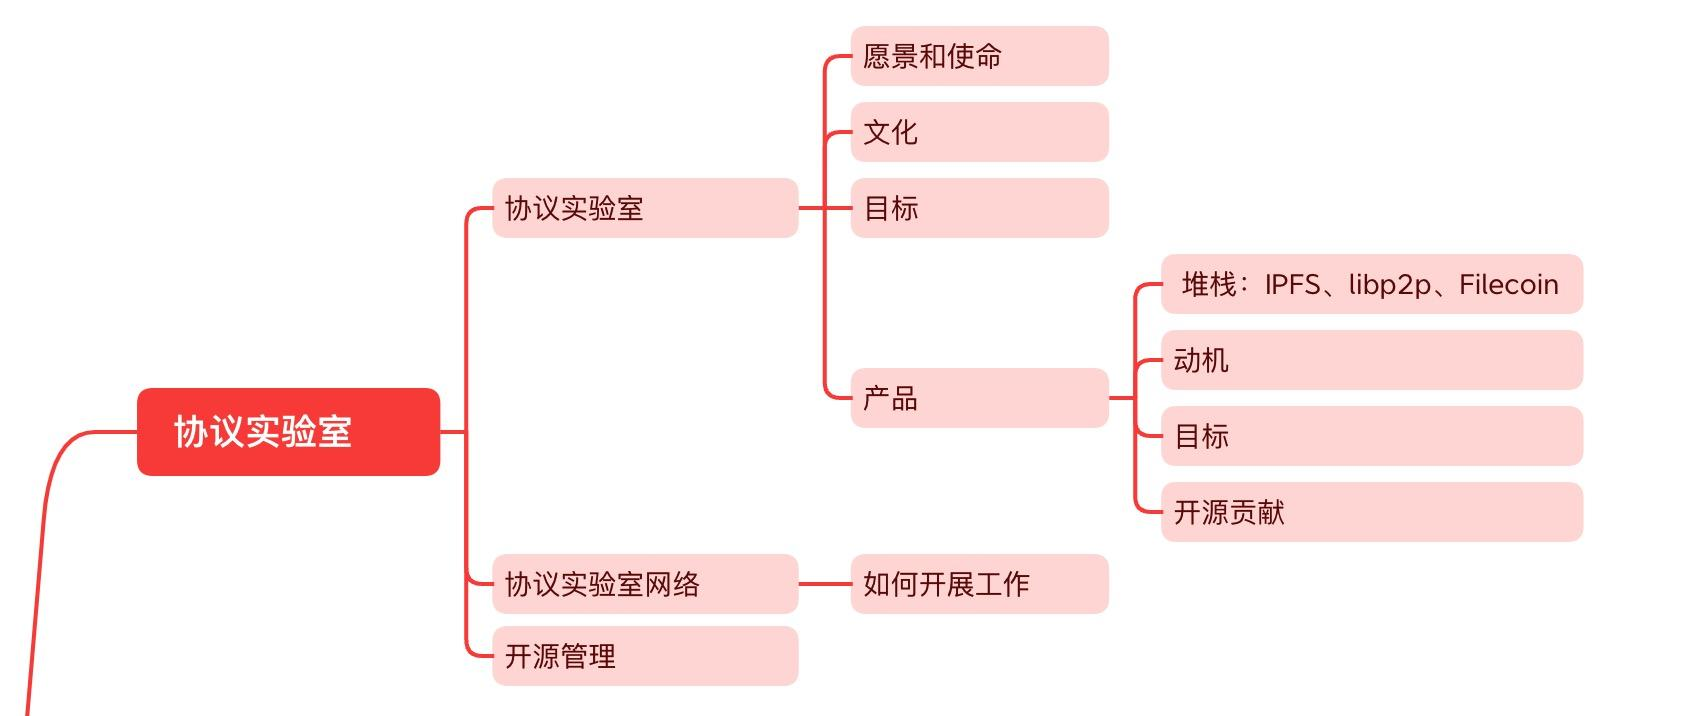 协议实验室
协议实验室
愿景和使命
文化
目标
产品
堆栈：IPFS、libp2p、Filecoin
动机
目标
开源贡献
协议实验室网络
如何开展工作
开源管理